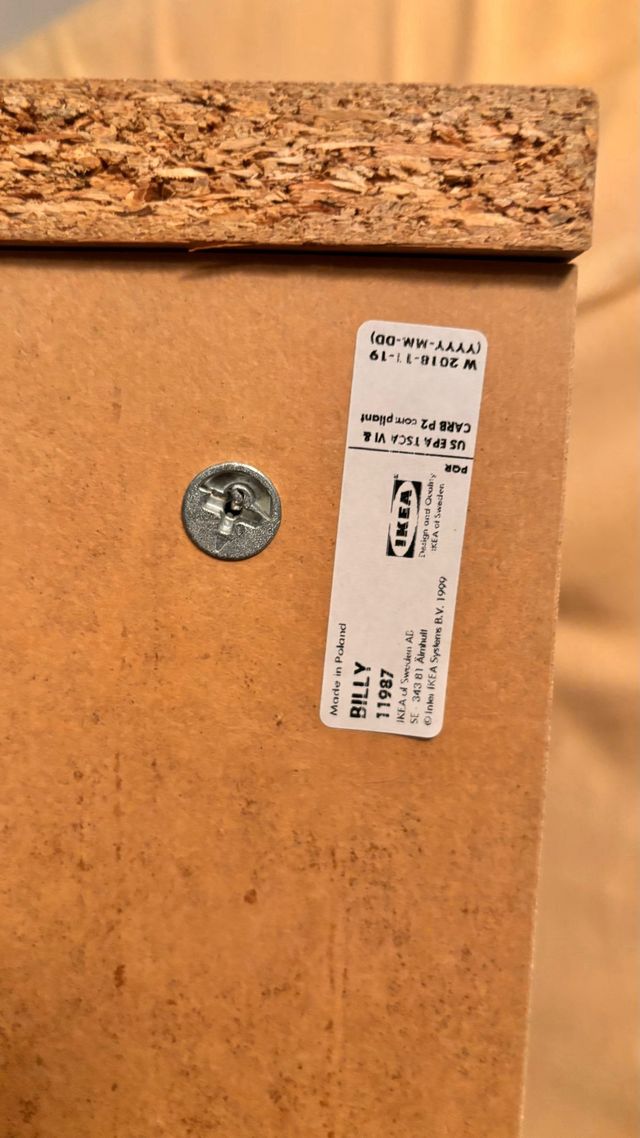 Made in Poland
BILLY
11987
IKEA of Sweden AB
SE - 343 81 Älmhult
© Inter IKEA Systems B.V. 1999
IKEA
Design and Quality
IKEA of Sweden
PQR
US EPA TSCA VI &
CARB P2 compliant
W 2018-11-19
(YYYY-MM-DD)